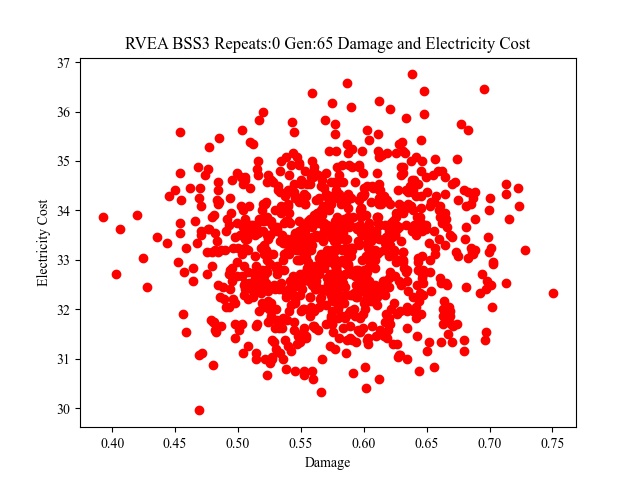 RVEA BSS3 Repeats:0 Gen:65 Damage and Electricity Cost
37
36
35
34
33
32
31
30
Electricity Cost
0.40 0.45 0.50 0.55 0.60 0.65 0.70 0.75
Damage